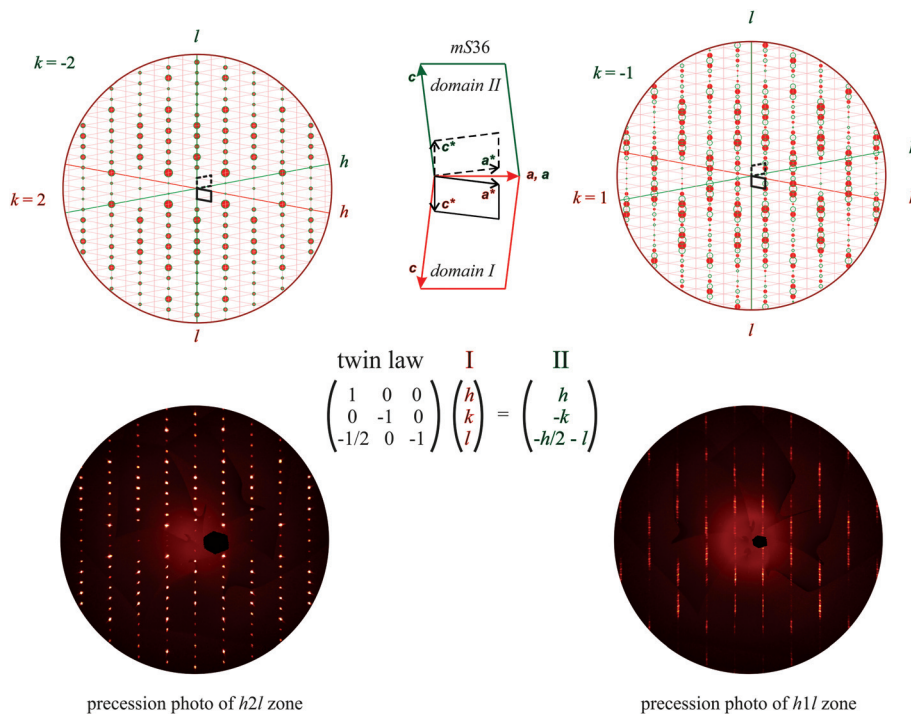 l
k = -2
h
k = 2
h
l
mS36
c
domain II
c*
a*
a, a
c*
a*
c
domain I
l
k = -1
h
k = 1
h
l
twin law I II
1 0 0 h h
0 -1 0 k = -k
-1/2 0 -1 l -h/2 - l
precession photo of h2l zone
precession photo of h1l zone